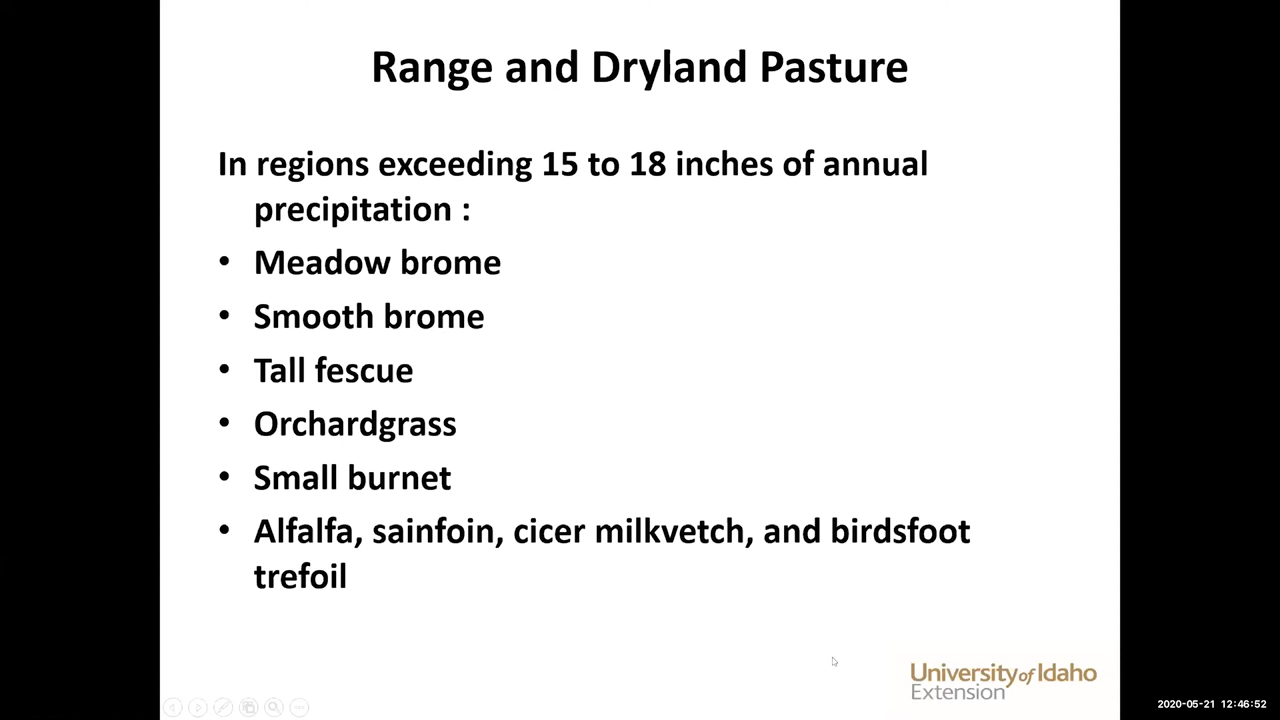 Range and Dryland Pasture
In regions exceeding 15 to 18 inches of annual
precipitation :
• Meadow brome
• Smooth brome
• Tall fescue
• Orchardgrass
• Small burnet
• Alfalfa, sainfoin, cicer milkvetch, and birdsfoot
trefoil
University of Idaho
Extension
2020-05-21 12:46:52